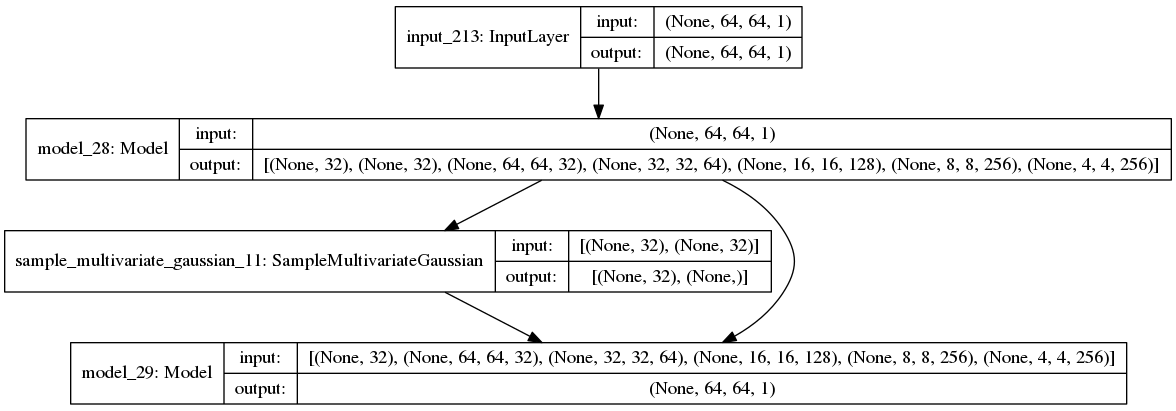 input_213: InputLayer
input: (None, 64, 64, 1)
output: (None, 64, 64, 1)
model_28: Model
input: (None, 64, 64, 1)
output: [(None, 32), (None, 32), (None, 64, 64, 32), (None, 32, 32, 64), (None, 16, 16, 128), (None, 8, 8, 256), (None, 4, 4, 256)]
sample_multivariate_gaussian_11: SampleMultivariateGaussian
input: [(None, 32), (None, 32)]
output: [(None, 32), (None,)]
model_29: Model
input: [(None, 32), (None, 64, 64, 32), (None, 32, 32, 64), (None, 16, 16, 128), (None, 8, 8, 256), (None, 4, 4, 256)]
output: (None, 64, 64, 1)